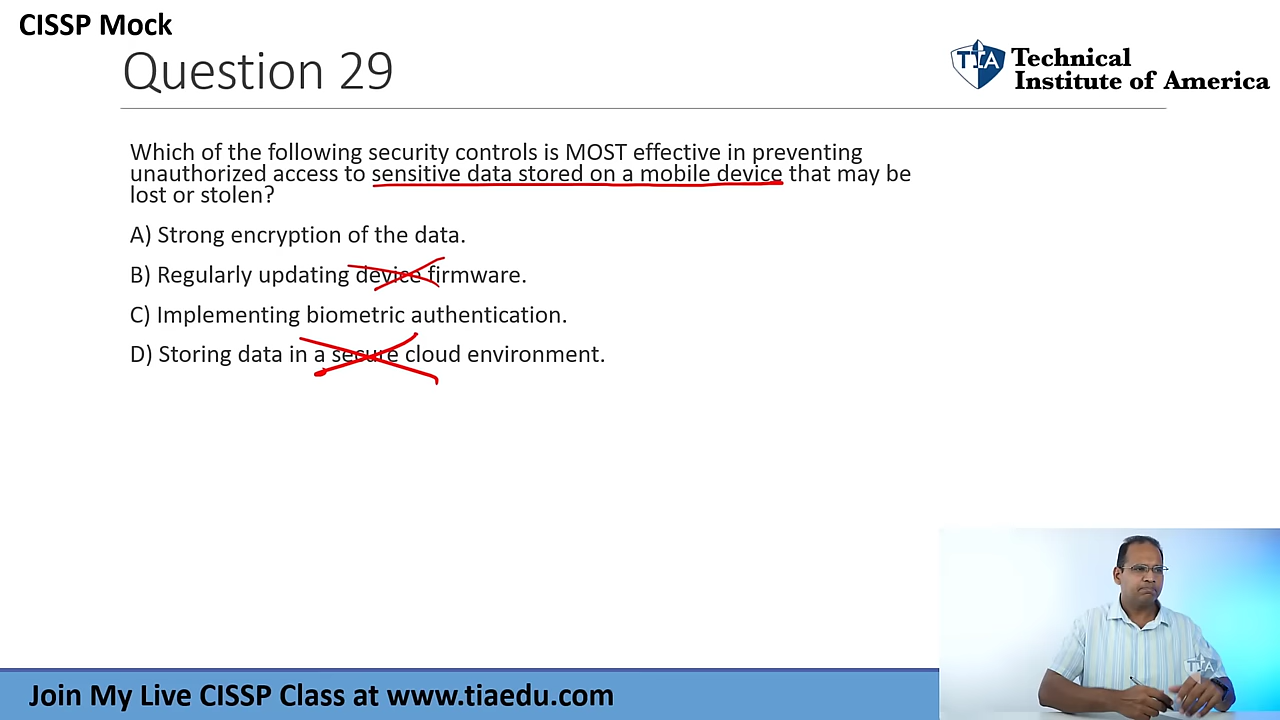 CISSP Mock
Question 29
TIA Technical
Institute of America
Which of the following security controls is MOST effective in preventing
unauthorized access to sensitive data stored on a mobile device that may be
lost or stolen?
A) Strong encryption of the data.
B) Regularly updating device firmware.
C) Implementing biometric authentication.
D) Storing data in a secure cloud environment.
TIA
Join My Live CISSP Class at www.tiaedu.com